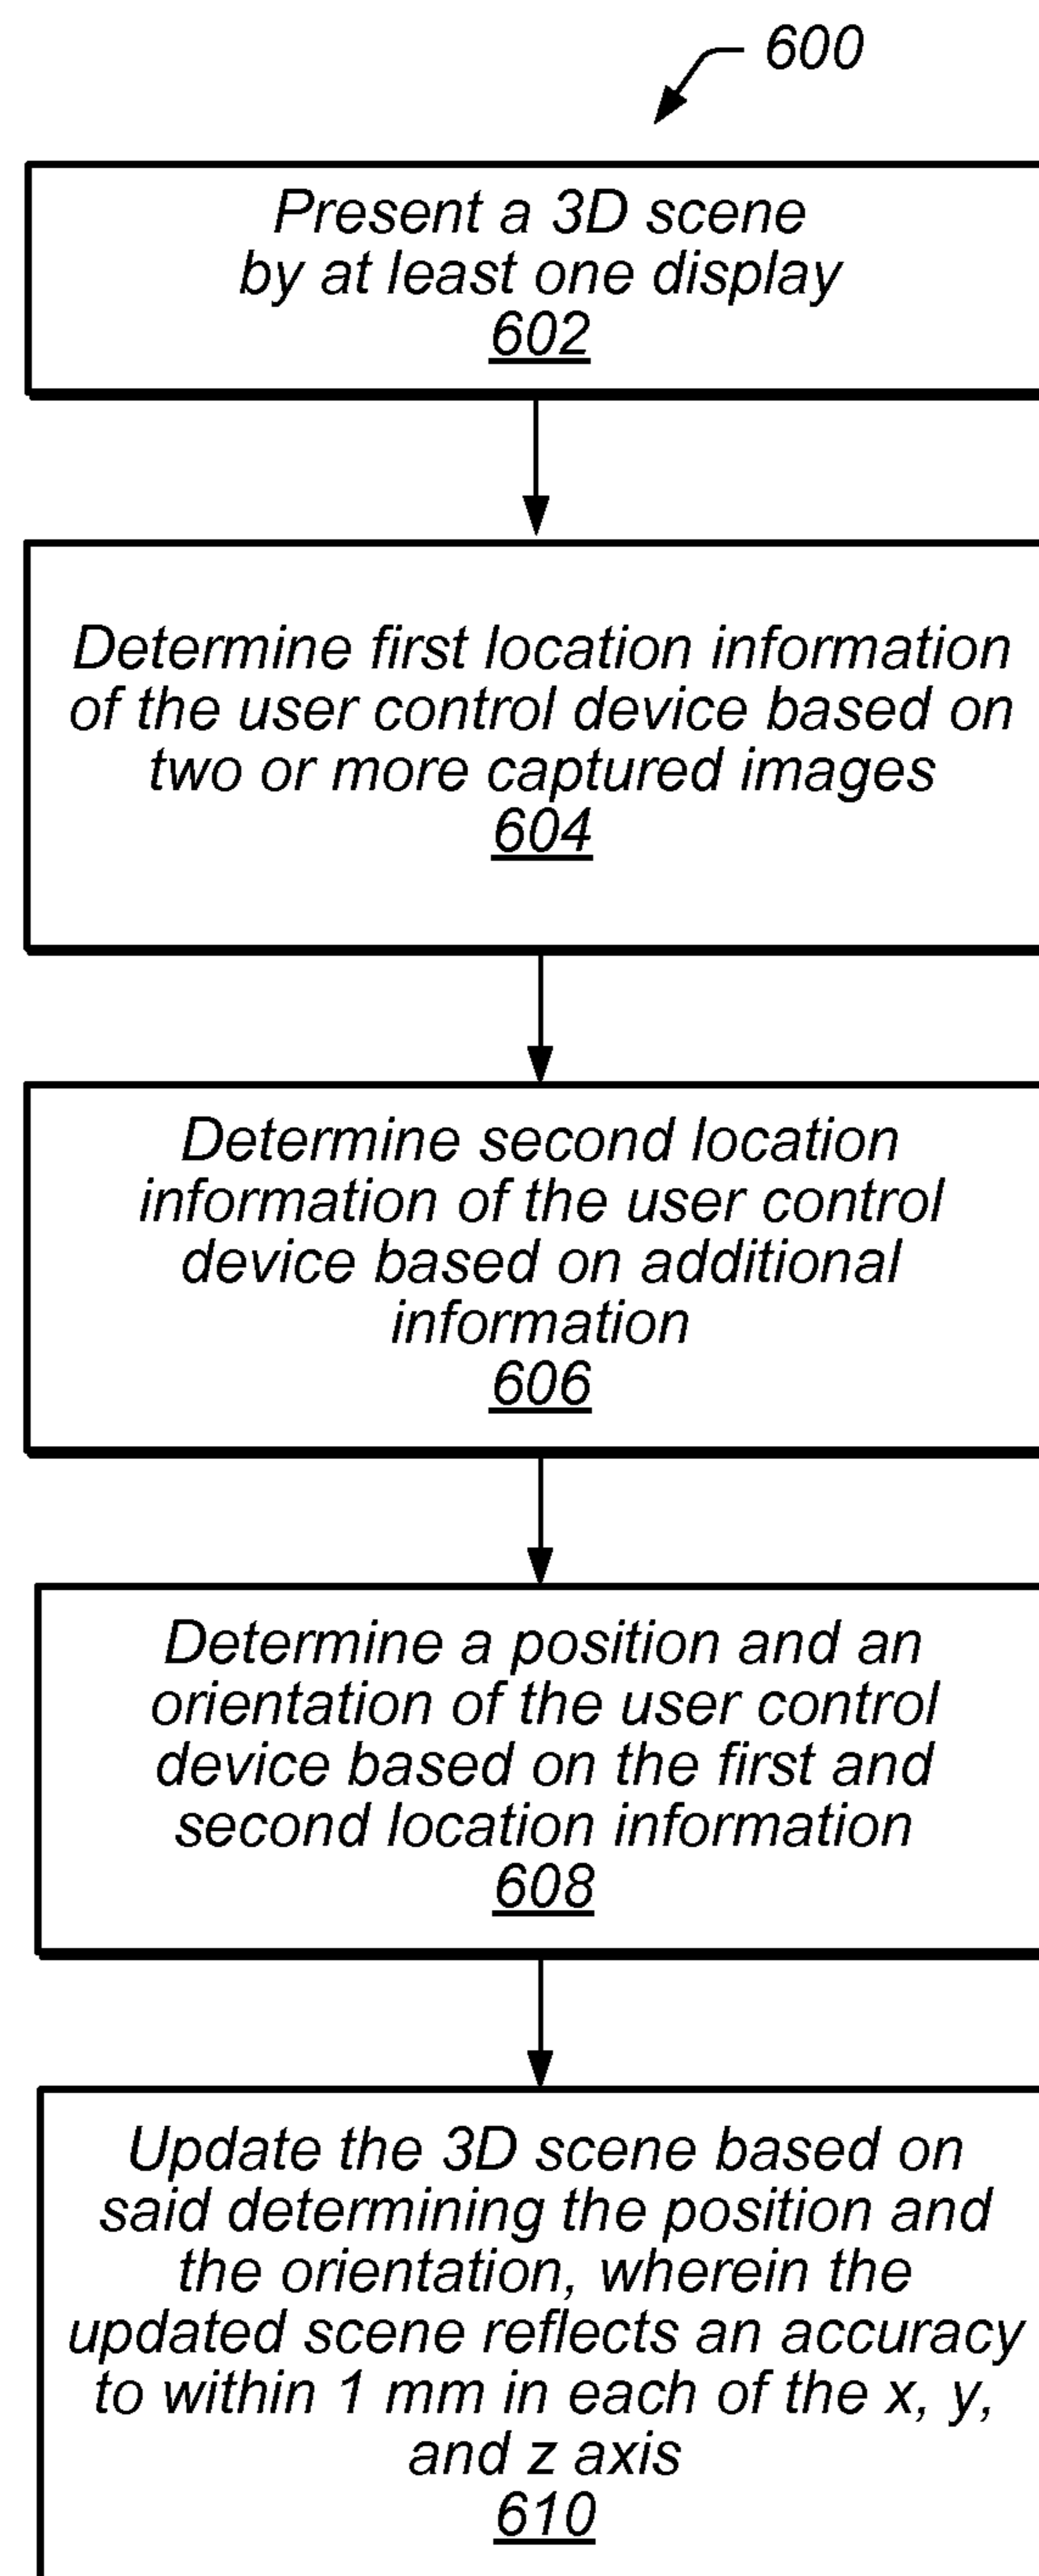 600
Present a 3D scene
by at least one display
602
Determine first location information
of the user control device based on
two or more captured images
604
Determine second location
information of the user control
device based on additional
information
606
Determine a position and an
orientation of the user control
device based on the first and
second location information
608
Update the 3D scene based on
said determining the position and
the orientation, wherein the
updated scene reflects an accuracy
to within 1 mm in each of the x, y,
and z axis
610